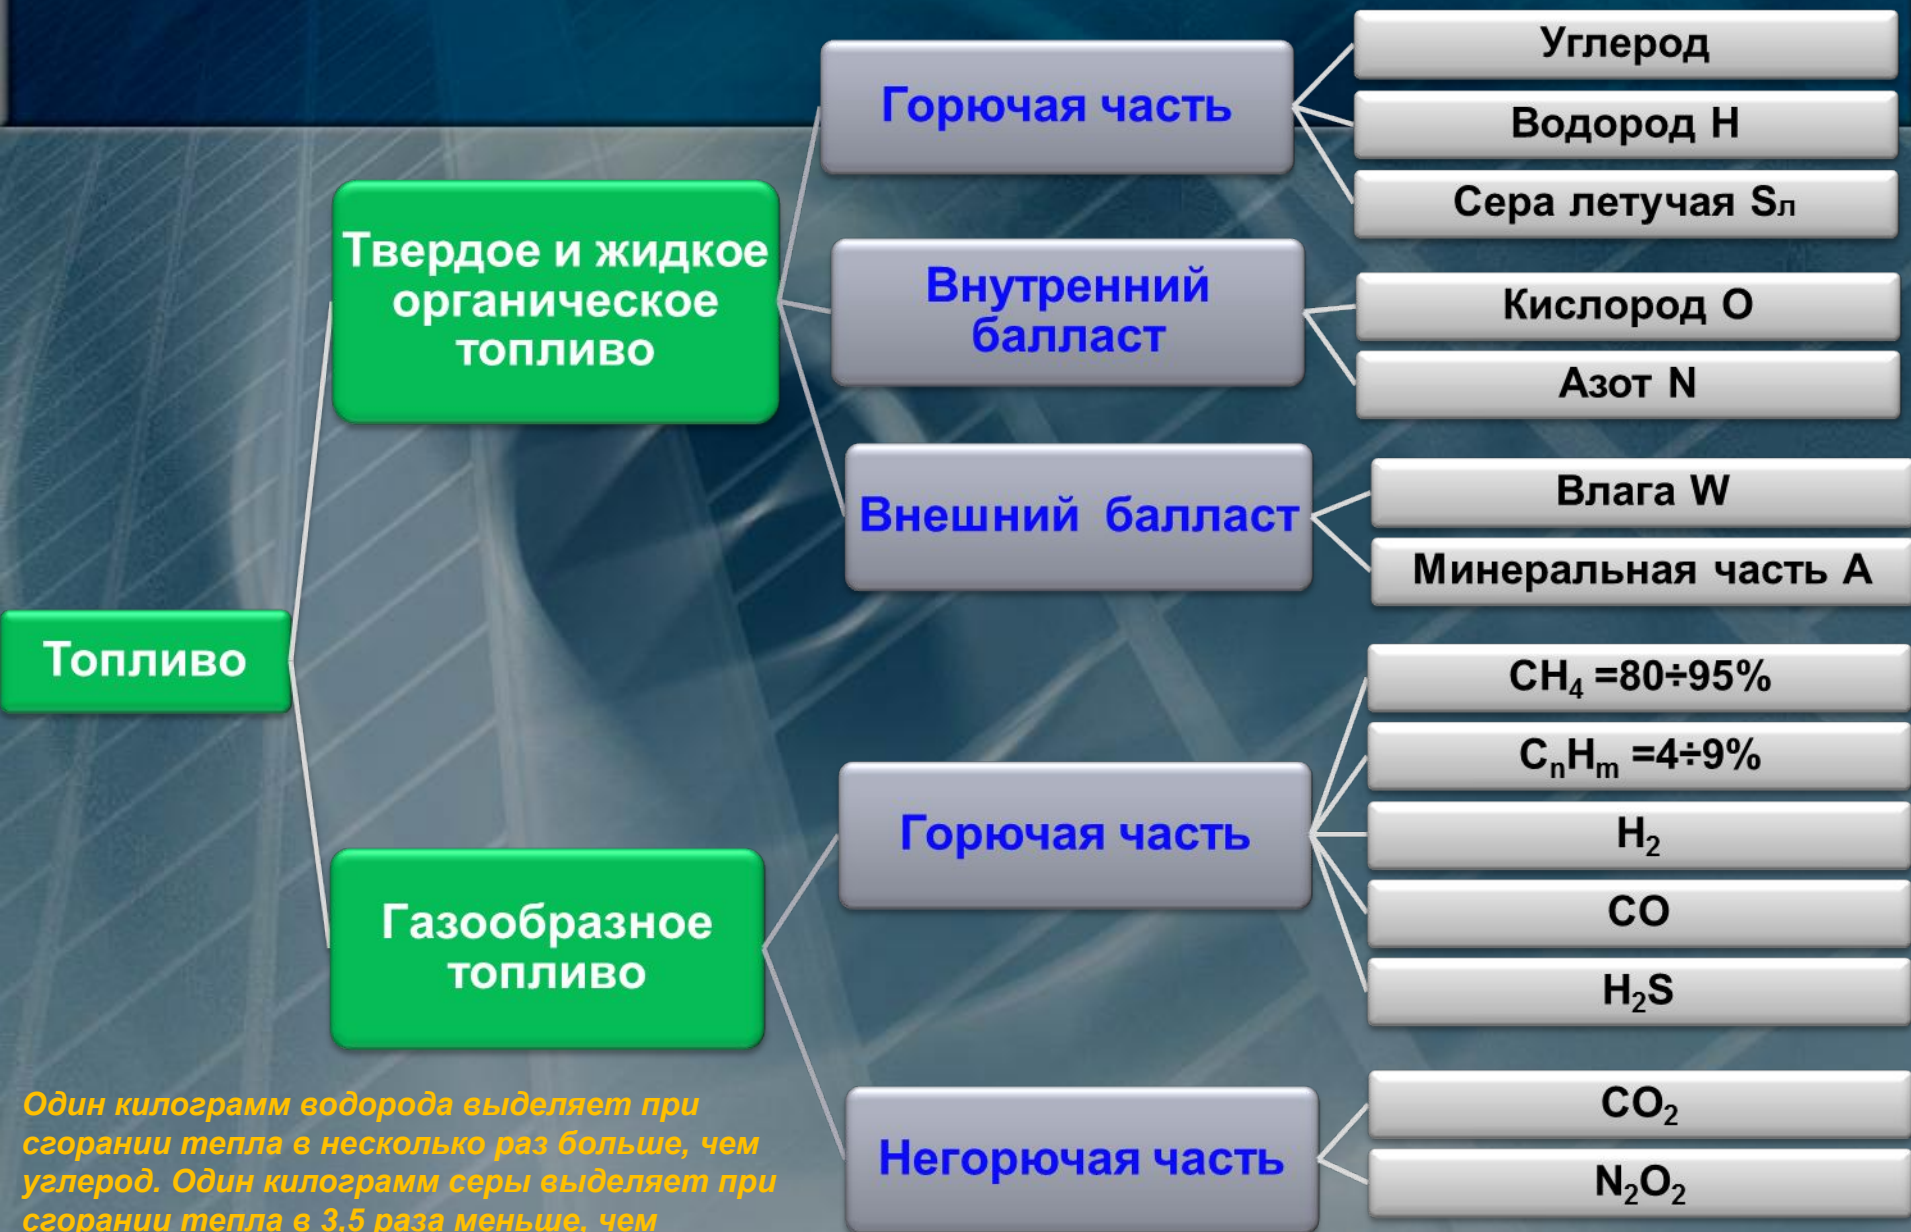 Топливо
Твердое и жидкое
органическое
топливо
Горючая часть
Углерод
Водород Н
Сера летучая Sл
Внутренний
балласт
Кислород О
Азот N
Внешний балласт
Влага W
Минеральная часть А
Газообразное
топливо
Горючая часть
CH₄ =80÷95%
CₙHₘ =4÷9%
H₂
CO
H₂S
Негорючая часть
CO₂
N₂O₂
Один килограмм водорода выделяет при
сгорании тепла в несколько раз больше, чем
углерод. Один килограмм серы выделяет при
сгорании тепла в 3,5 раза меньше, чем